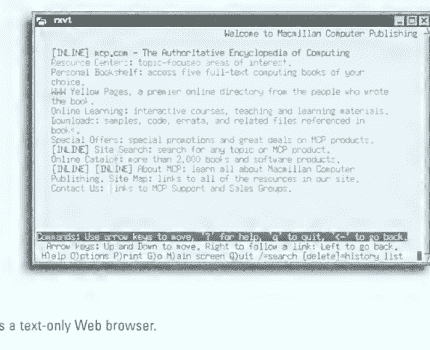 rxvt
Welcome to Macmillan Computer Publishing
[INLINE] mcp.com - The Authoritative Encyclopedia of Computing
Resource Centers: topic-focused areas of interest.
Personal Bookshelf: access five full-text computing books of your
choice.
WWW Yellow Pages, a premier online directory from the people who wrote
the book.
Online Learning: interactive courses, teaching and learning materials.
Downloads: samples, code, errata, and related files referenced in
books.
Special Offers: special promotions and great deals on MCP products.
[INLINE] Site Search: search for any topic or MCP product.
Online Catalog: more than 2,000 books and software products.
[INLINE] [INLINE] About MCP: learn all about Macmillan Computer
Publishing. Site Map: links to all of the resources in our site.
Contact Us: links to MCP Support and Sales Groups.
Commands: Use arrow keys to move, '?' for help, 'q' to quit, '<-' to go back.
Arrow keys: Up and Down to move. Right to follow a link: Left to go back.
H)elp O)ptions P)rint G)o M)ain screen Q)uit /=search [delete]=history list
s a text-only Web browser.